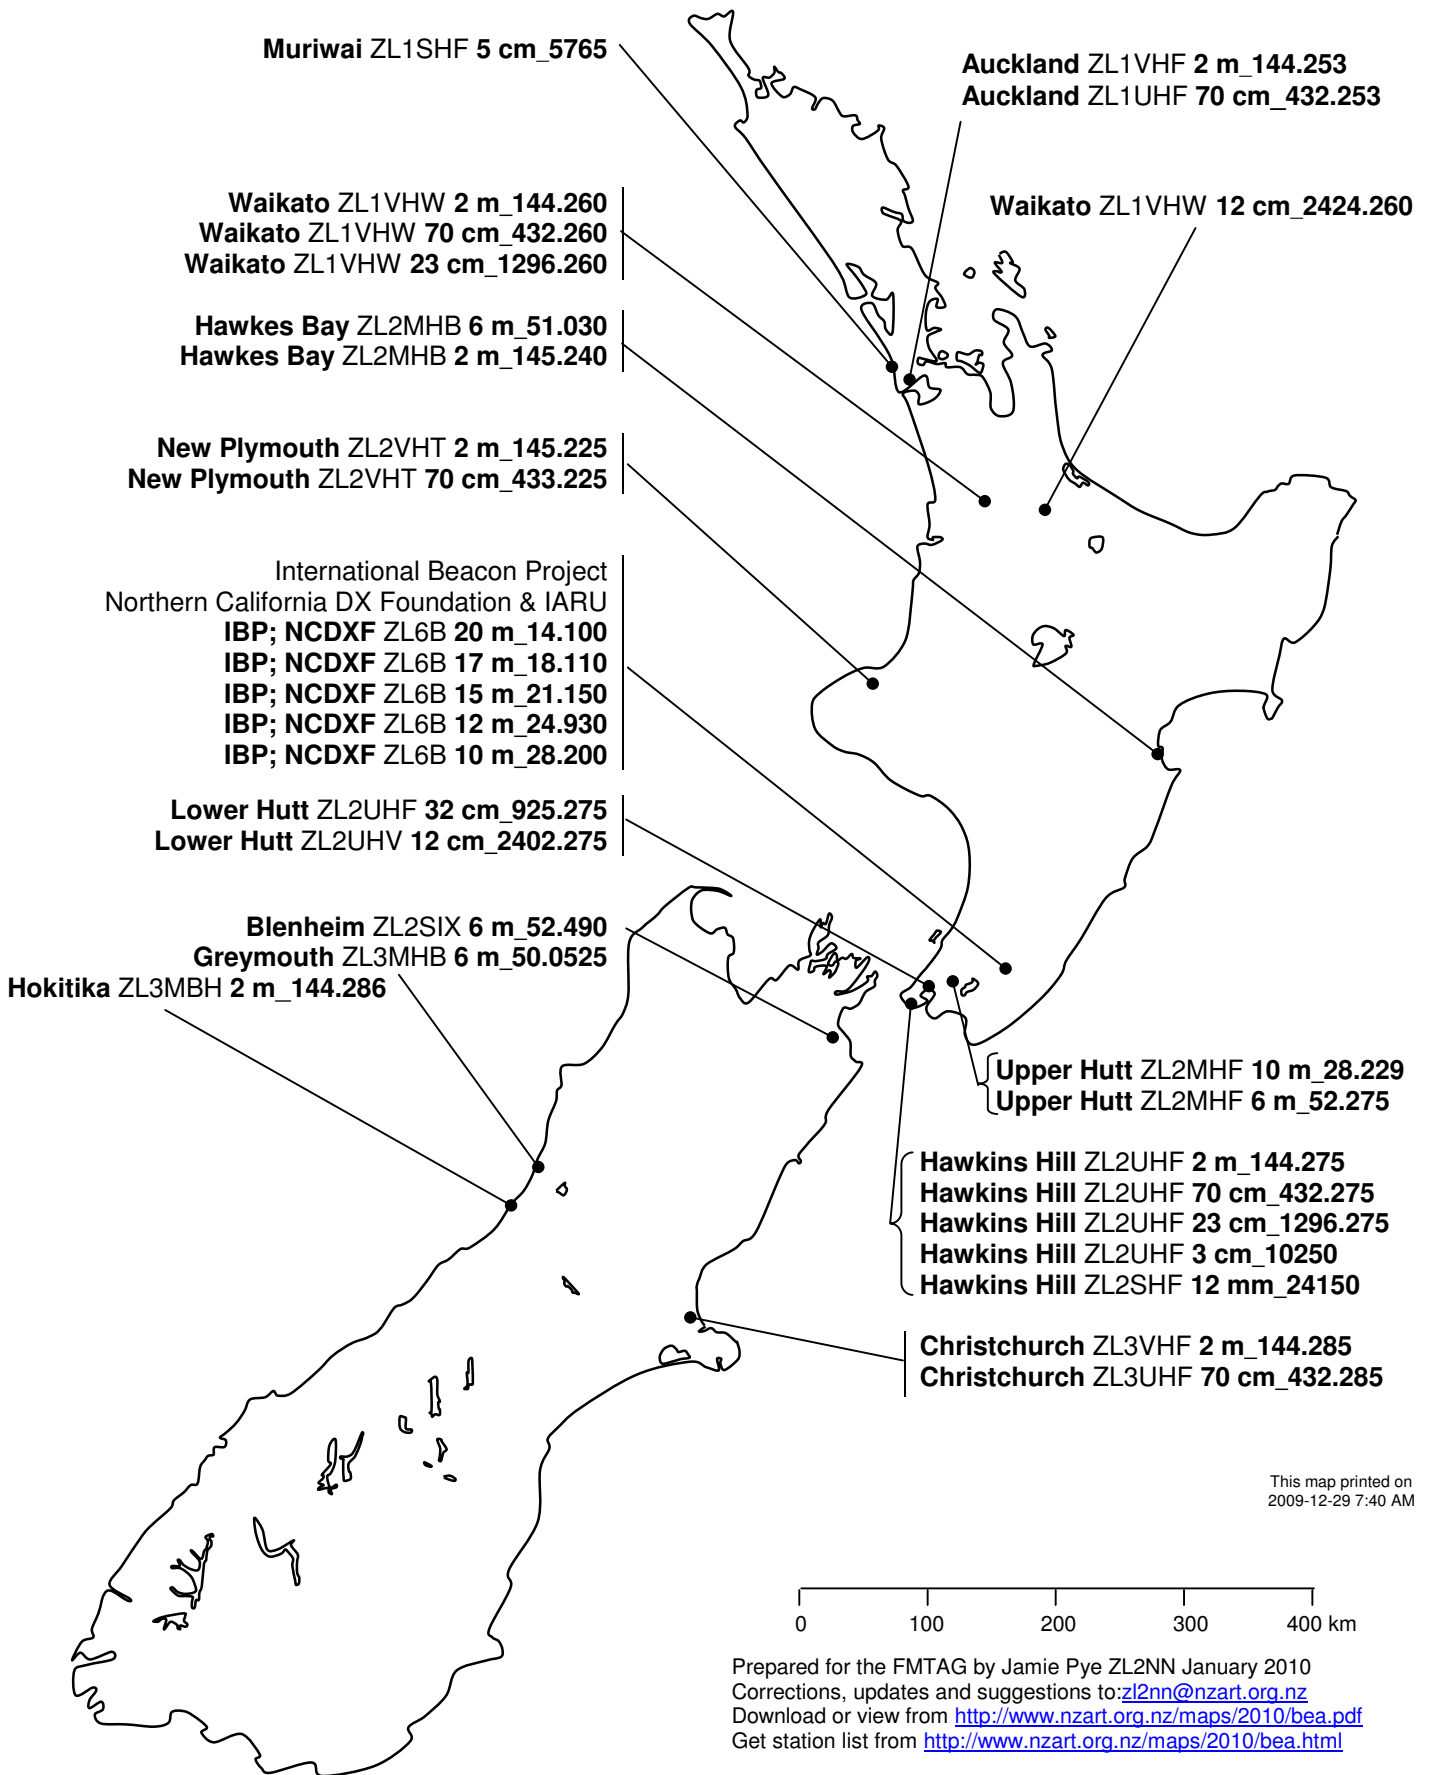 Muriwai ZL1SHF 5 cm_5765
Auckland ZL1VHF 2 m_144.253
Auckland ZL1UHF 70 cm_432.253
Waikato ZL1VHW 2 m_144.260
Waikato ZL1VHW 70 cm_432.260
Waikato ZL1VHW 23 cm_1296.260
Waikato ZL1VHW 12 cm_2424.260
Hawkes Bay ZL2MHB 6 m_51.030
Hawkes Bay ZL2MHB 2 m_145.240
New Plymouth ZL2VHT 2 m_145.225
New Plymouth ZL2VHT 70 cm_433.225
International Beacon Project
Northern California DX Foundation & IARU
IBP; NCDXF ZL6B 20 m_14.100
IBP; NCDXF ZL6B 17 m_18.110
IBP; NCDXF ZL6B 15 m_21.150
IBP; NCDXF ZL6B 12 m_24.930
IBP; NCDXF ZL6B 10 m_28.200
Lower Hutt ZL2UHF 32 cm_925.275
Lower Hutt ZL2UHV 12 cm_2402.275
Blenheim ZL2SIX 6 m_52.490
Greymouth ZL3MHB 6 m_50.0525
Hokitika ZL3MBH 2 m_144.286
Upper Hutt ZL2MHF 10 m_28.229
Upper Hutt ZL2MHF 6 m_52.275
Hawkins Hill ZL2UHF 2 m_144.275
Hawkins Hill ZL2UHF 70 cm_432.275
Hawkins Hill ZL2UHF 23 cm_1296.275
Hawkins Hill ZL2UHF 3 cm_10250
Hawkins Hill ZL2SHF 12 mm_24150
Christchurch ZL3VHF 2 m_144.285
Christchurch ZL3UHF 70 cm_432.285
This map printed on
2009-12-29 7:40 AM
0 100 200 300 400 km
Prepared for the FMTAG by Jamie Pye ZL2NN January 2010
Corrections, updates and suggestions to:zl2nn@nzart.org.nz
Download or view from http://www.nzart.org.nz/maps/2010/bea.pdf
Get station list from http://www.nzart.org.nz/maps/2010/bea.html